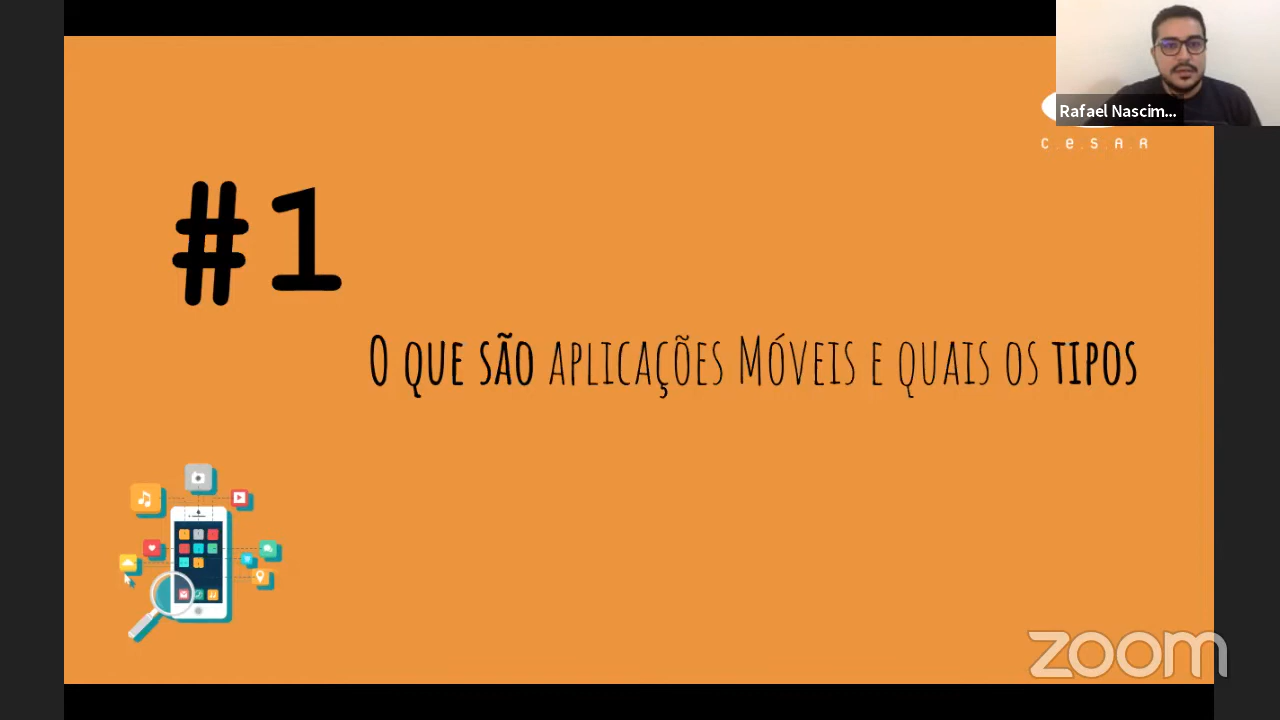 Rafael Nascim...
C.e.S.A.R
#1
O QUE SÃO APLICAÇÕES MÓVEIS E QUAIS OS TIPOS
zoom